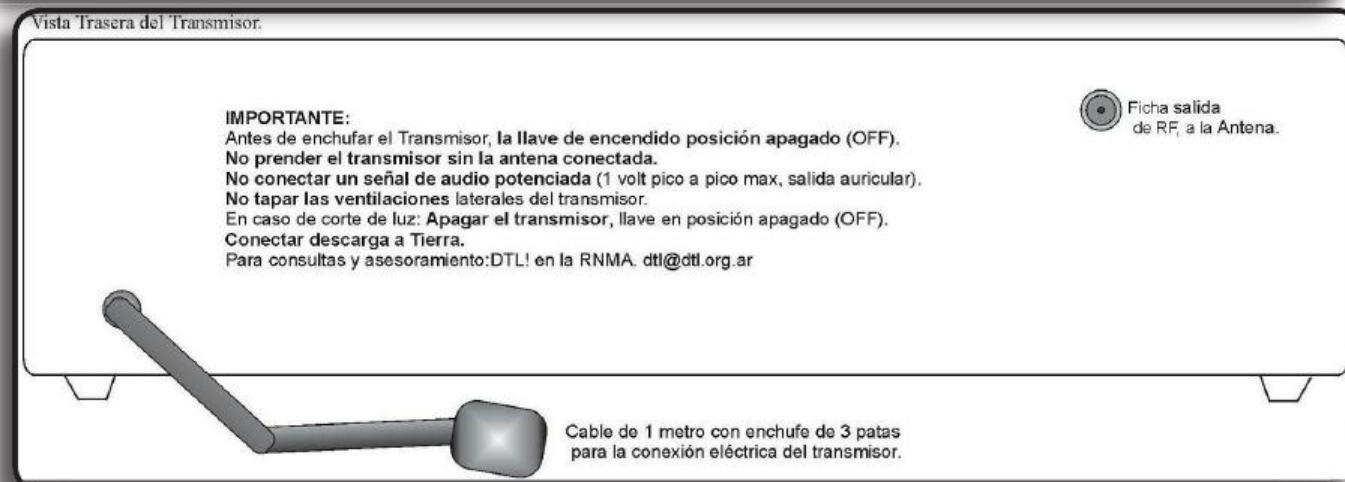 Vista Trasera del Transmisor.
IMPORTANTE:
Antes de enchufar el Transmisor, la llave de encendido posición apagado (OFF).
No prender el transmisor sin la antena conectada.
No conectar un señal de audio potenciada (1 volt pico a pico max, salida auricular).
No tapar las ventilaciones laterales del transmisor.
En caso de corte de luz: Apagar el transmisor, llave en posición apagado (OFF).
Conectar descarga a Tierra.
Para consultas y asesoramiento:DTL! en la RNMA. dtl@dtl.org.ar
Ficha salida
de RF, a la Antena.
Cable de 1 metro con enchufe de 3 patas
para la conexión eléctrica del transmisor.